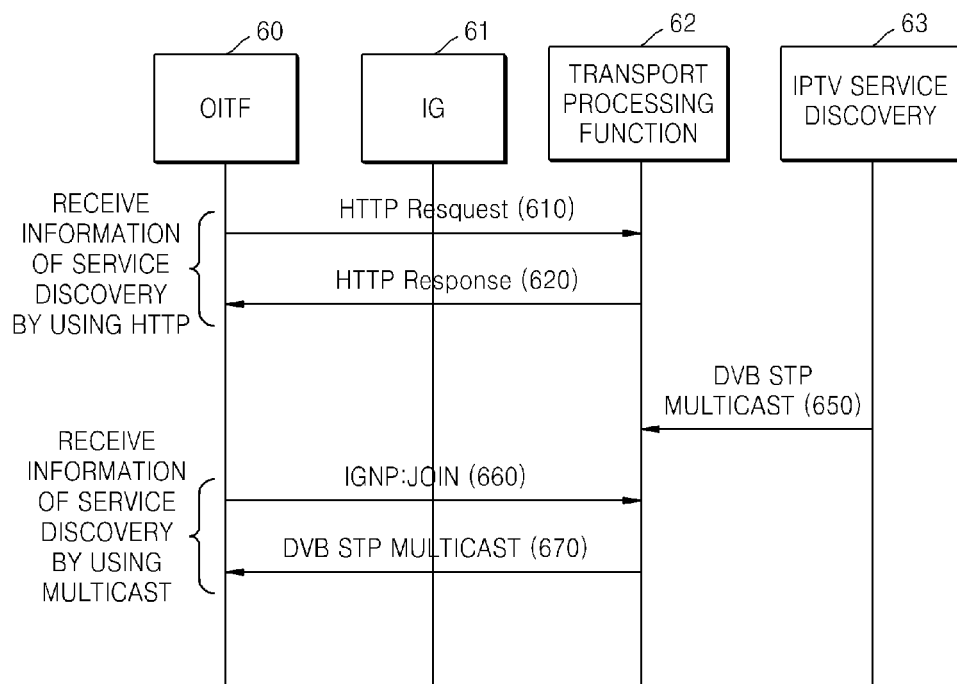 60
61
62
63
OITF
IG
TRANSPORT
PROCESSING
FUNCTION
IPTV SERVICE
DISCOVERY
RECEIVE
INFORMATION
OF SERVICE
DISCOVERY
BY USING HTTP
HTTP Resquest (610)
HTTP Response (620)
DVB STP
MULTICAST (650)
RECEIVE
INFORMATION
OF SERVICE
DISCOVERY
BY USING
MULTICAST
IGNP:JOIN (660)
DVB STP MULTICAST (670)